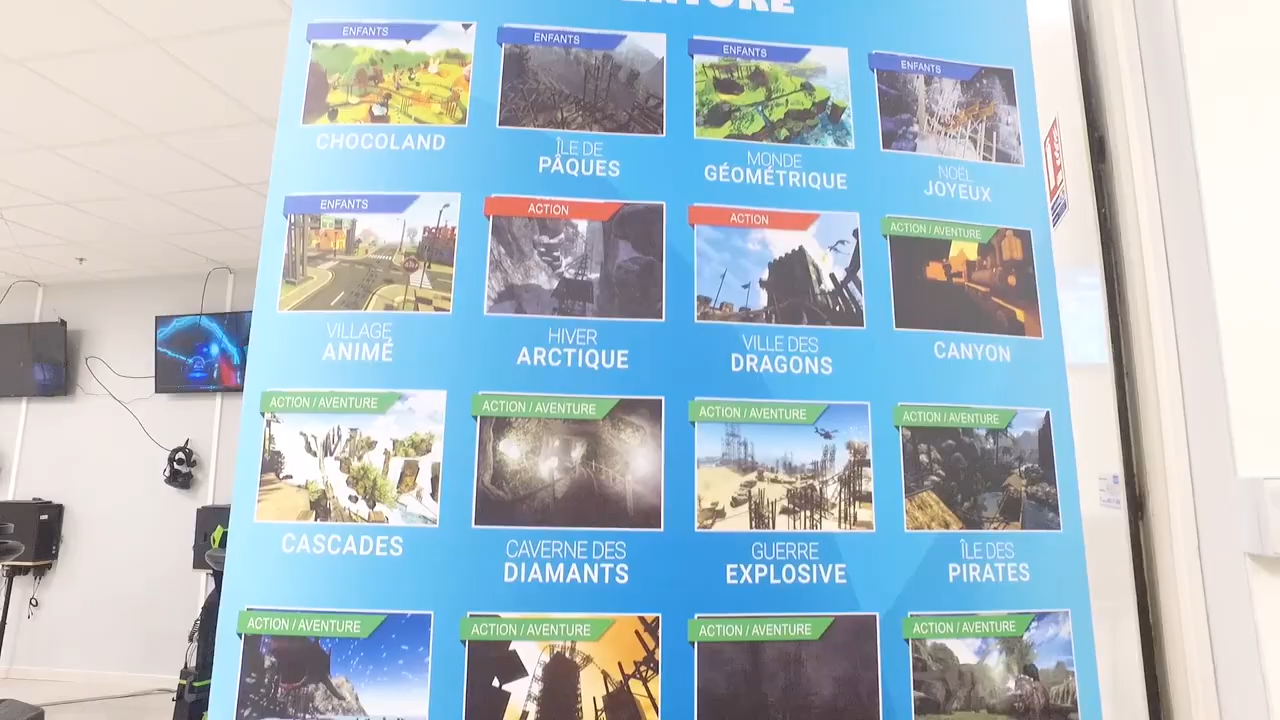 ENFANTS
ENFANTS
ENFANTS
ENFANTS
CHOCOLAND
ÎLE DE
PÂQUES
MONDE
GÉOMÉTRIQUE
NOËL
JOYEUX
ENFANTS
ACTION
ACTION
ACTION / AVENTURE
VILLAGE
ANIMÉ
HIVER
ARCTIQUE
VILLE DES
DRAGONS
CANYON
ACTION / AVENTURE
ACTION / AVENTURE
ACTION / AVENTURE
ACTION / AVENTURE
CASCADES
CAVERNE DES
DIAMANTS
GUERRE
EXPLOSIVE
ÎLE DES
PIRATES
ACTION / AVENTURE
ACTION / AVENTURE
ACTION / AVENTURE
ACTION / AVENTURE